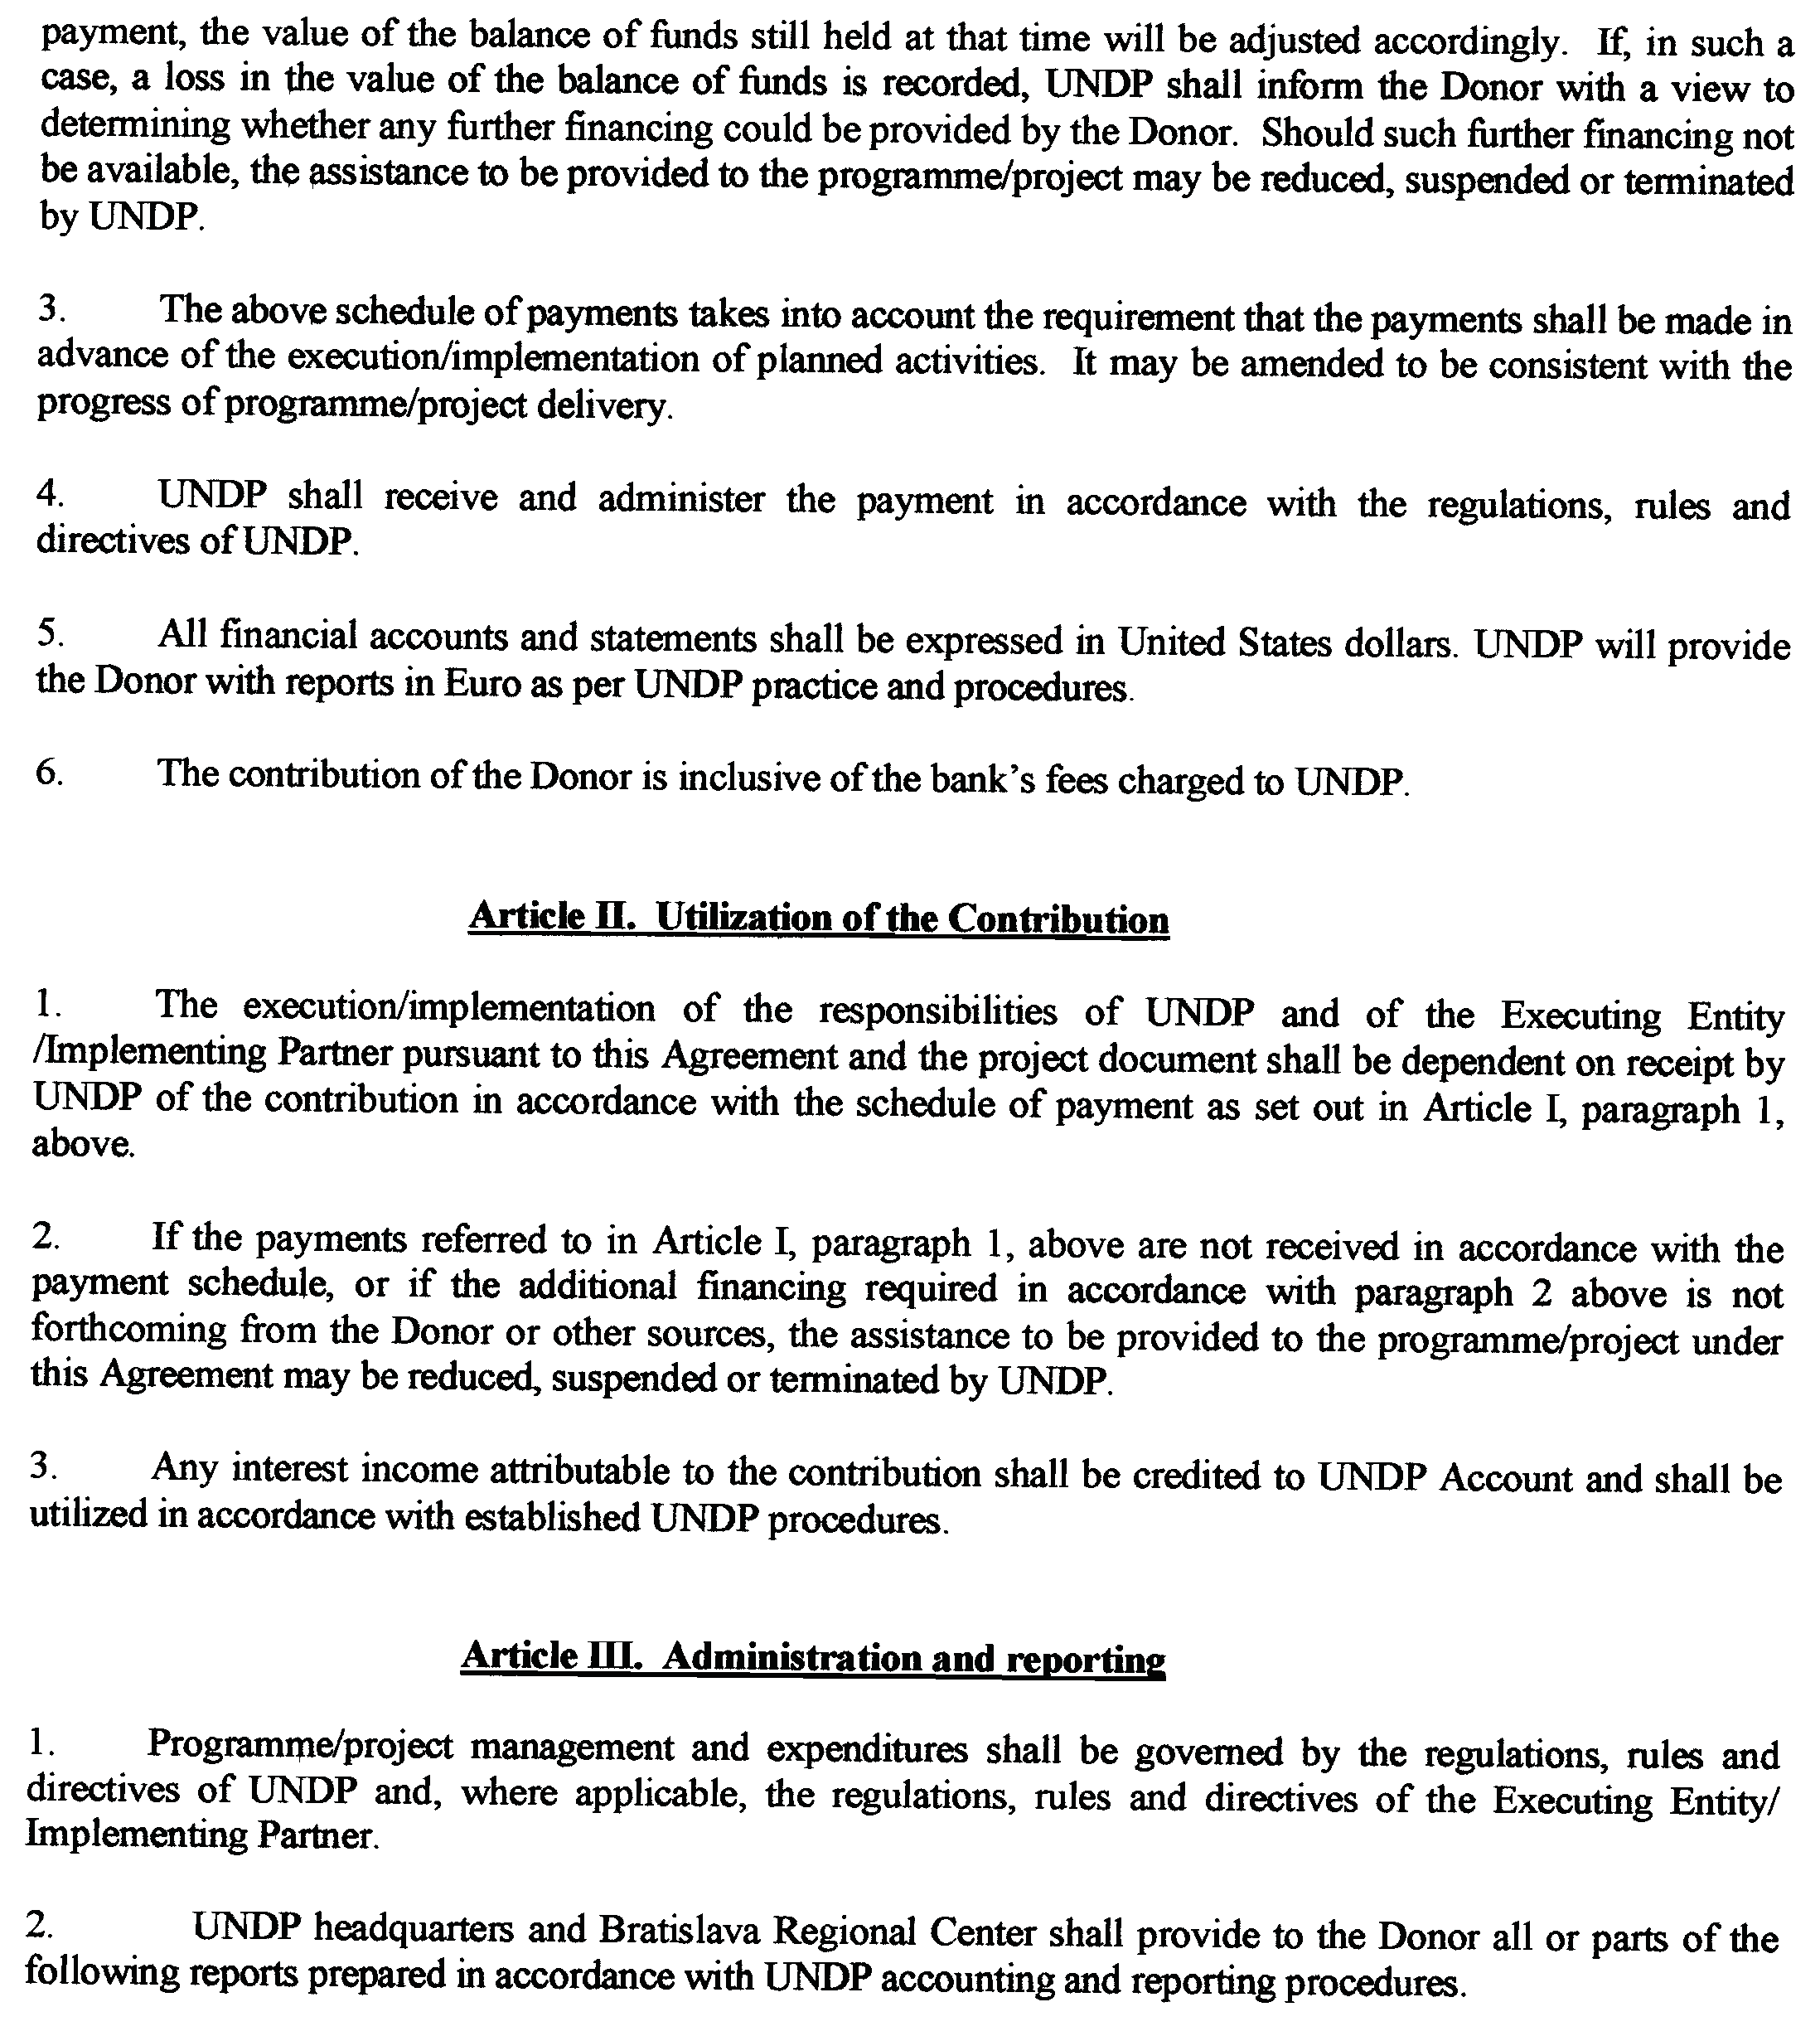 payment, the value of the balance of funds still held at that time will be adjusted accordingly. If, in such a
case, a loss in the value of the balance of funds is recorded, UNDP shall inform the Donor with a view to
determining whether any further financing could be provided by the Donor. Should such further financing not
be available, the assistance to be provided to the programme/project may be reduced, suspended or terminated
by UNDP.
3. The above schedule of payments takes into account the requirement that the payments shall be made in
advance of the execution/implementation of planned activities. It may be amended to be consistent with the
progress of programme/project delivery.
4. UNDP shall receive and administer the payment in accordance with the regulations, rules and
directives of UNDP.
5. All financial accounts and statements shall be expressed in United States dollars. UNDP will provide
the Donor with reports in Euro as per UNDP practice and procedures.
6. The contribution of the Donor is inclusive of the bank's fees charged to UNDP.
Article II. Utilization of the Contribution
1. The execution/implementation of the responsibilities of UNDP and of the Executing Entity
/Implementing Partner pursuant to this Agreement and the project document shall be dependent on receipt by
UNDP of the contribution in accordance with the schedule of payment as set out in Article I, paragraph 1,
above.
2. If the payments referred to in Article I, paragraph 1, above are not received in accordance with the
payment schedule, or if the additional financing required in accordance with paragraph 2 above is not
forthcoming from the Donor or other sources, the assistance to be provided to the programme/project under
this Agreement may be reduced, suspended or terminated by UNDP.
3. Any interest income attributable to the contribution shall be credited to UNDP Account and shall be
utilized in accordance with established UNDP procedures.
Article III. Administration and reporting
1. Programme/project management and expenditures shall be governed by the regulations, rules and
directives of UNDP and, where applicable, the regulations, rules and directives of the Executing Entity/
Implementing Partner.
2. UNDP headquarters and Bratislava Regional Center shall provide to the Donor all or parts of the
following reports prepared in accordance with UNDP accounting and reporting procedures.